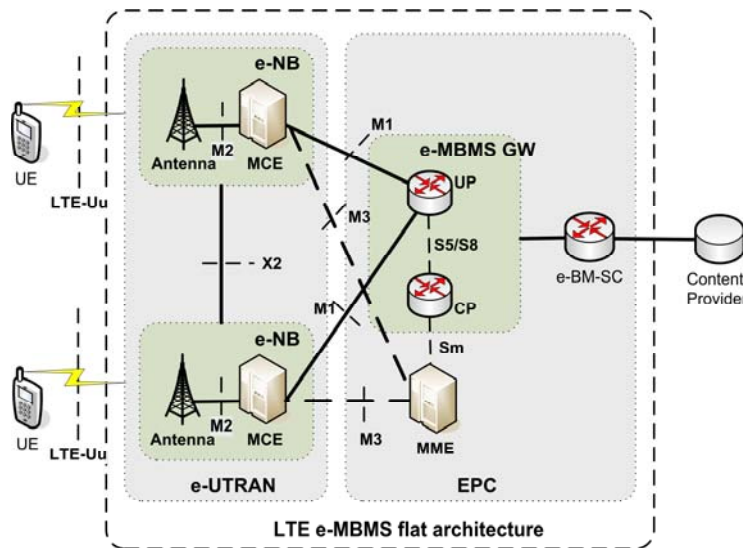 e-NB
M1
M2
Antenna
MCE
UE
LTE-Uu
e-MBMS GW
UP
M3
S5/S8
X2
e-BM-SC
Content
Provider
CP
M1
e-NB
Sm
M2
Antenna
MCE
M3
MME
UE
LTE-Uu
e-UTRAN
EPC
LTE e-MBMS flat architecture